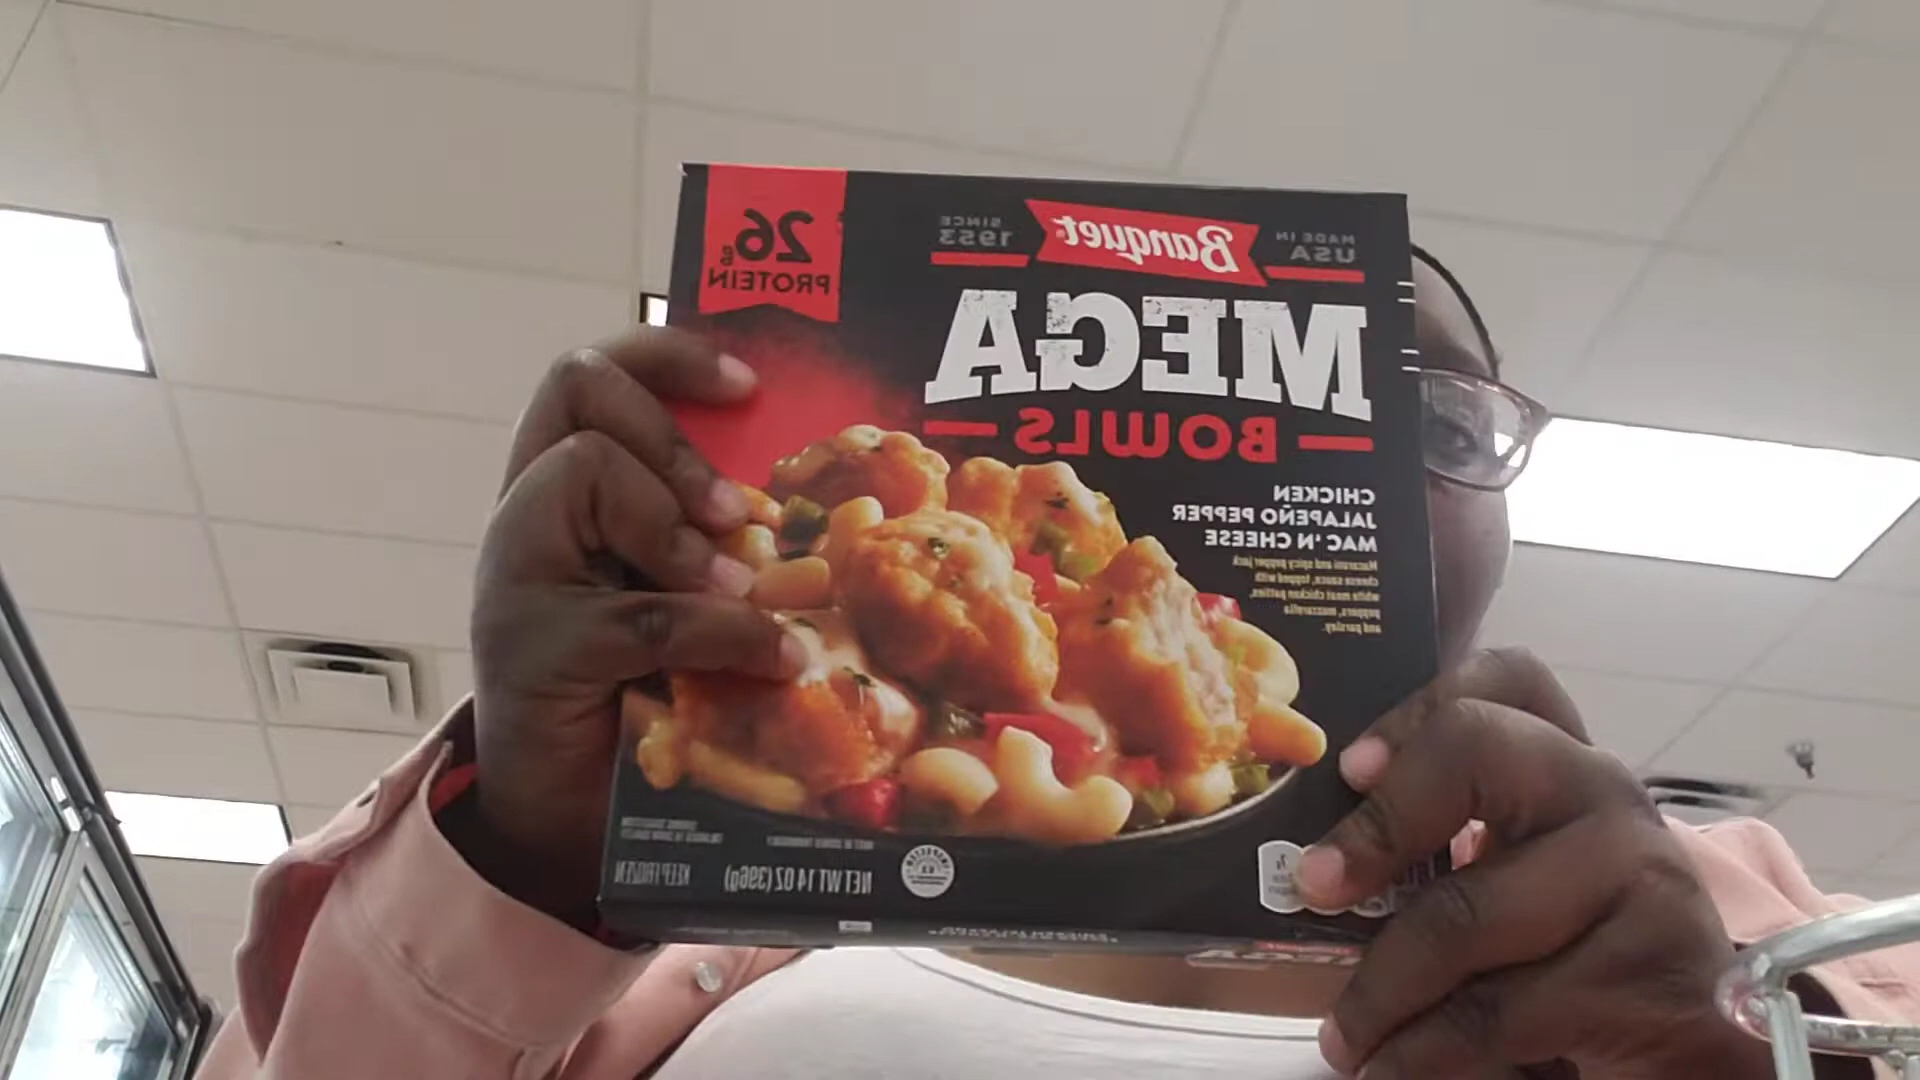 MADE IN
USA
Banquet
SINCE
1953
26g
PROTEIN
MEGA
BOWLS
CHICKEN
JALAPEÑO PEPPER
MAC 'N CHEESE
Macaroni and spicy pepper jack
cheese sauce, topped with
white meat chicken patties,
peppers, mozzarella
and parsley.
NET WT 14 OZ (396g)
KEEP FROZEN
MEGA